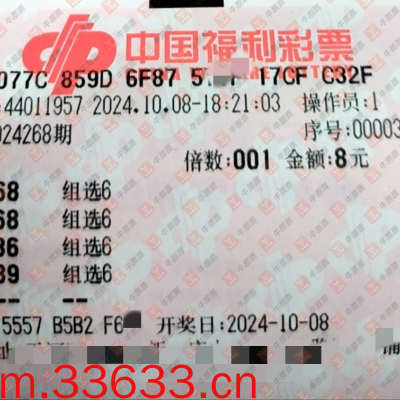 中国福利彩票
077C 859D 6F87 5 17CF C32F
:44011957 2024.10.08-18:21:03 操作员:1
024268期 序号:00003
倍数:001 金额:8元
68 组选6
68 组选6
36 组选6
39 组选6
5557 B5B2 F6 开奖日:2024-10-08
m.33633.cn